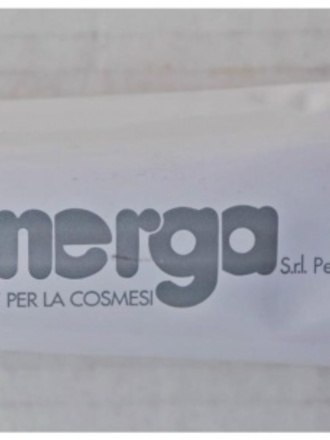 nerga S.r.l. Pe
PER LA COSMESI